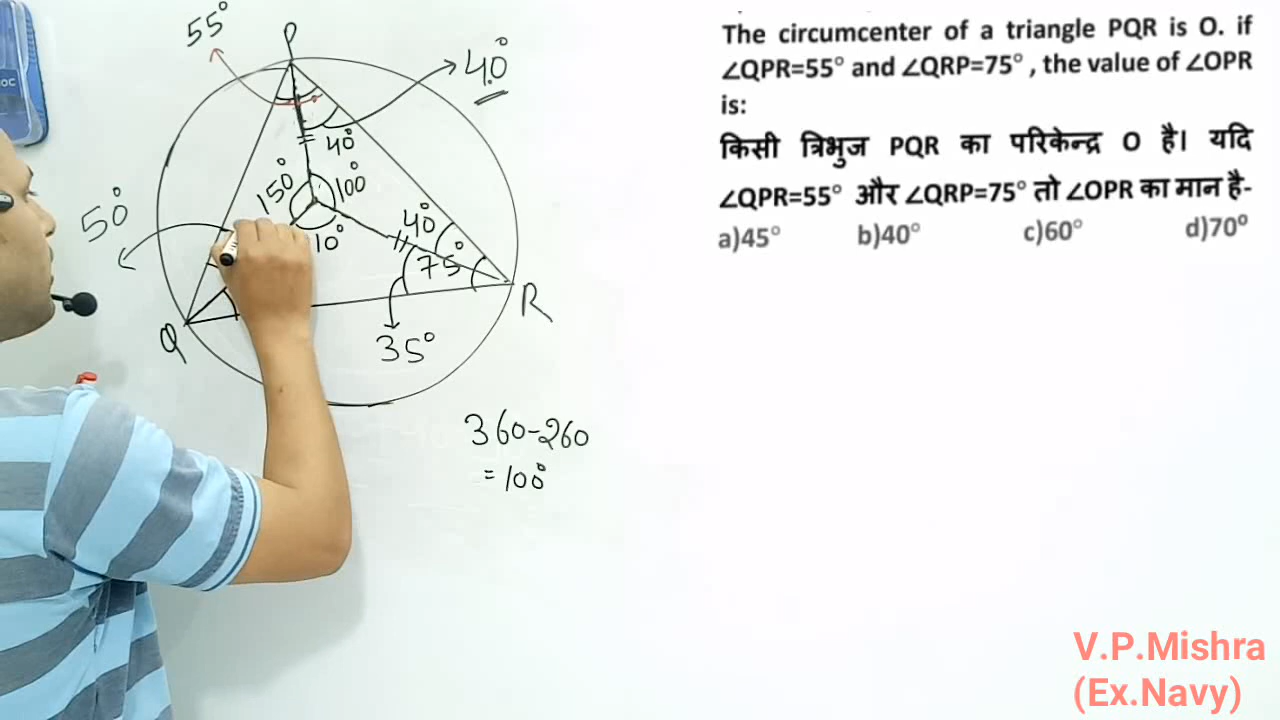 55°
P
40°
40°
150°
100°
50°
40°
10°
75°
Q
R
35°
360-260
=100°
The circumcenter of a triangle PQR is O. if
∠QPR=55° and ∠QRP=75° , the value of ∠OPR
is:
किसी त्रिभुज PQR का परिकेन्द्र O है। यदि
∠QPR=55° और ∠QRP=75° तो ∠OPR का मान है-
a)45° b)40° c)60° d)70°
V.P.Mishra
(Ex.Navy)